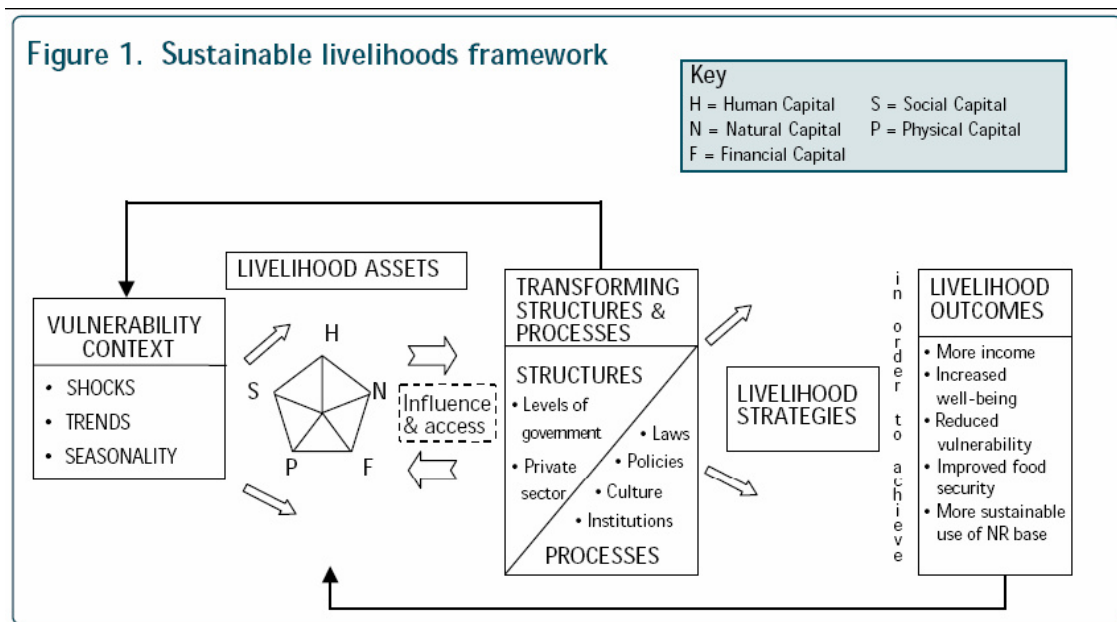 Figure 1. Sustainable livelihoods framework
Key
H = Human Capital
S = Social Capital
N = Natural Capital
P = Physical Capital
F = Financial Capital
VULNERABILITY
CONTEXT
• SHOCKS
• TRENDS
• SEASONALITY
LIVELIHOOD ASSETS
H
S
N
P
F
Influence
& access
TRANSFORMING
STRUCTURES &
PROCESSES
STRUCTURES
• Levels of
government
• Private
sector
• Laws
• Policies
• Culture
• Institutions
PROCESSES
LIVELIHOOD
STRATEGIES
in order to achieve
LIVELIHOOD
OUTCOMES
• More income
• Increased
well-being
• Reduced
vulnerability
• Improved food
security
• More sustainable
use of NR base